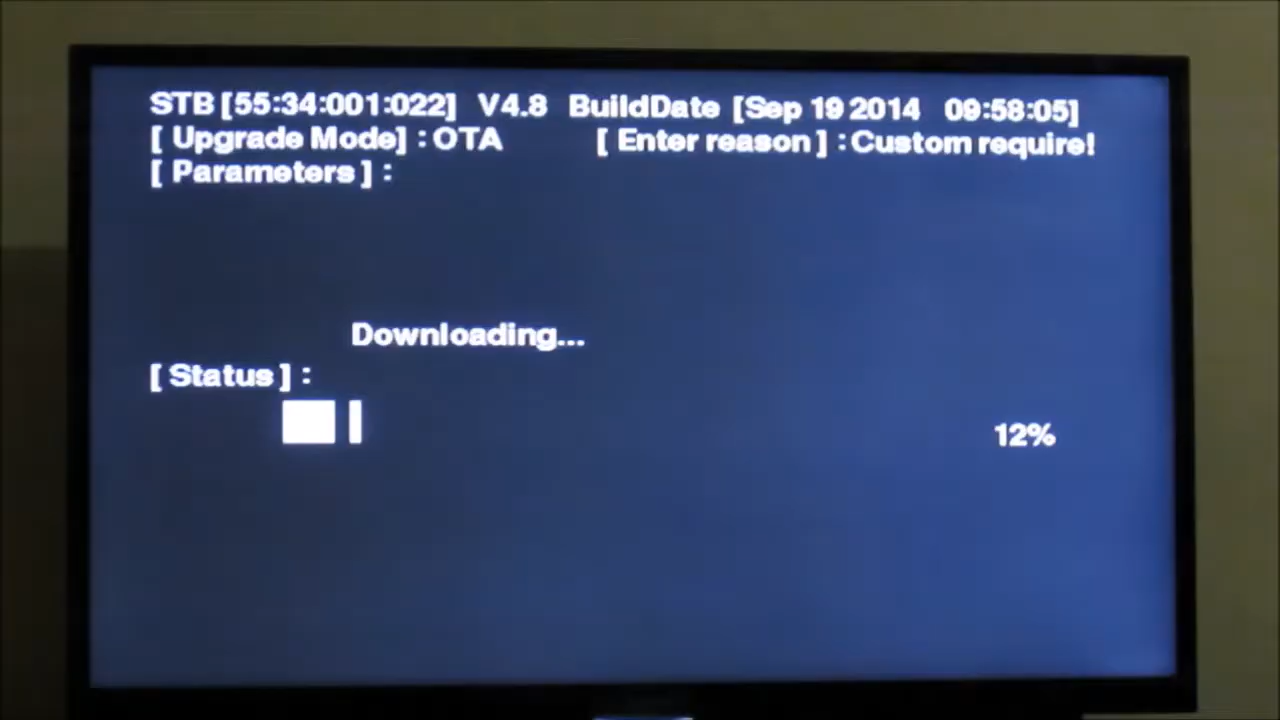 STB [55:34:001:022] V4.8 BuildDate [Sep 19 2014 09:58:05]
[ Upgrade Mode] : OTA [ Enter reason ] : Custom require!
[ Parameters ] :
Downloading...
[ Status ] :
12%